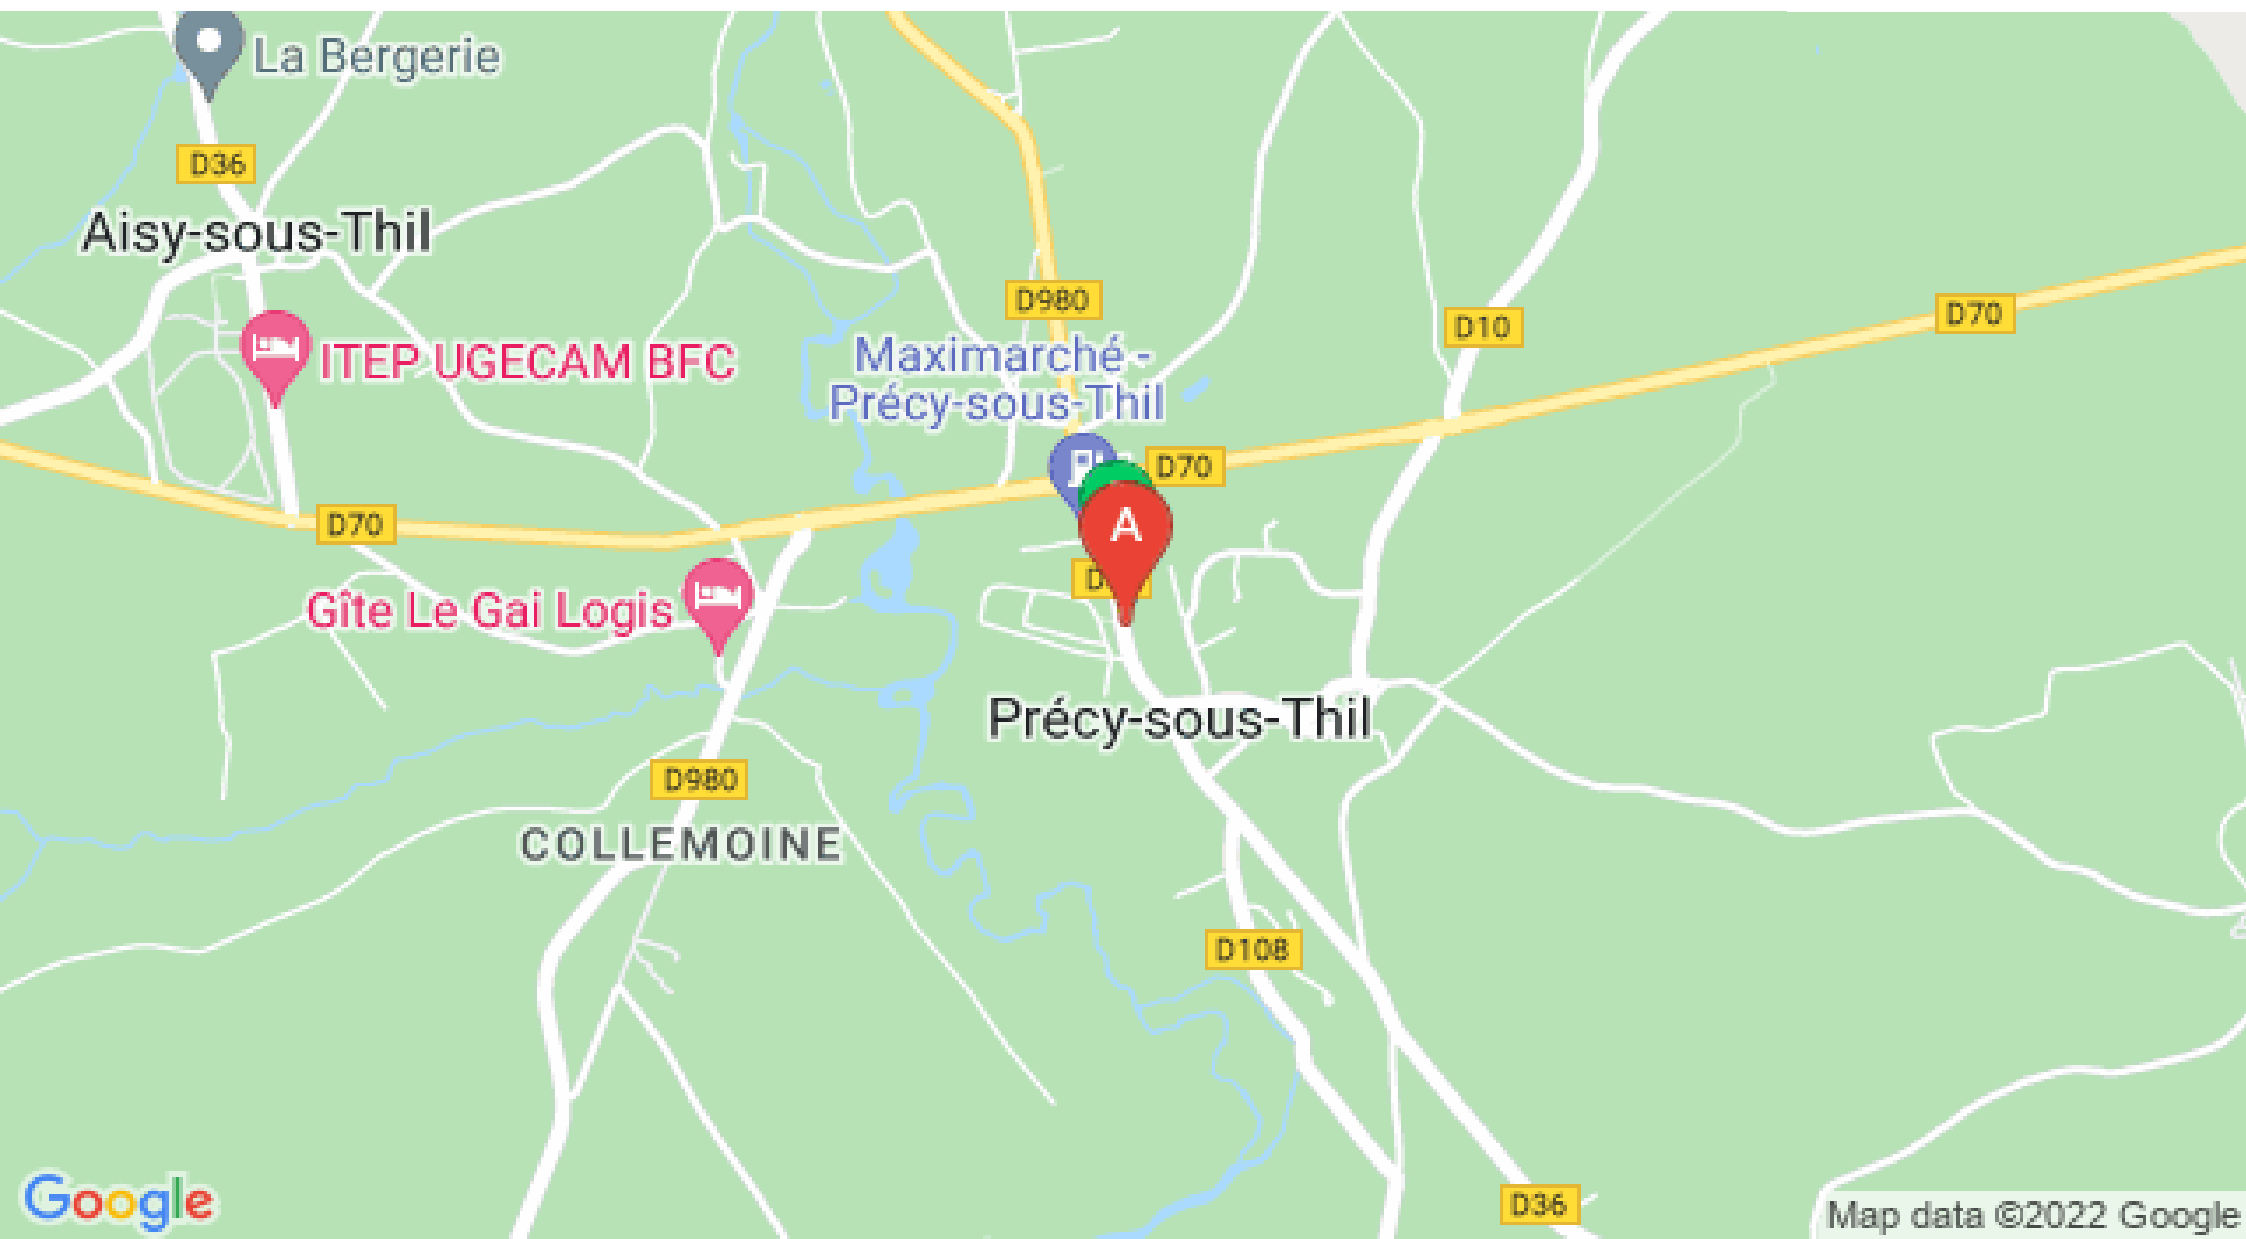 La Bergerie
D36
Aisy-sous-Thil
D980
D70
D10
ITEP UGECAM BFC
Maximarché -
Précy-sous-Thil
D70
D70
A
Gîte Le Gai Logis
Précy-sous-Thil
D980
COLLEMOINE
D108
D36
Google
Map data ©2022 Google